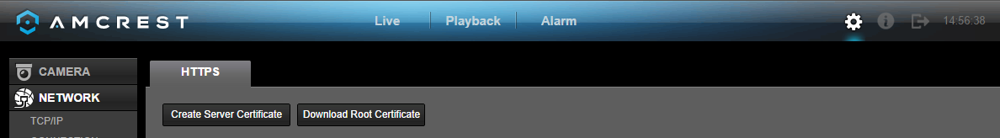 AMCREST
Live
Playback
Alarm
14:56:38
CAMERA
HTTPS
NETWORK
Create Server Certificate
Download Root Certificate
TCP/IP